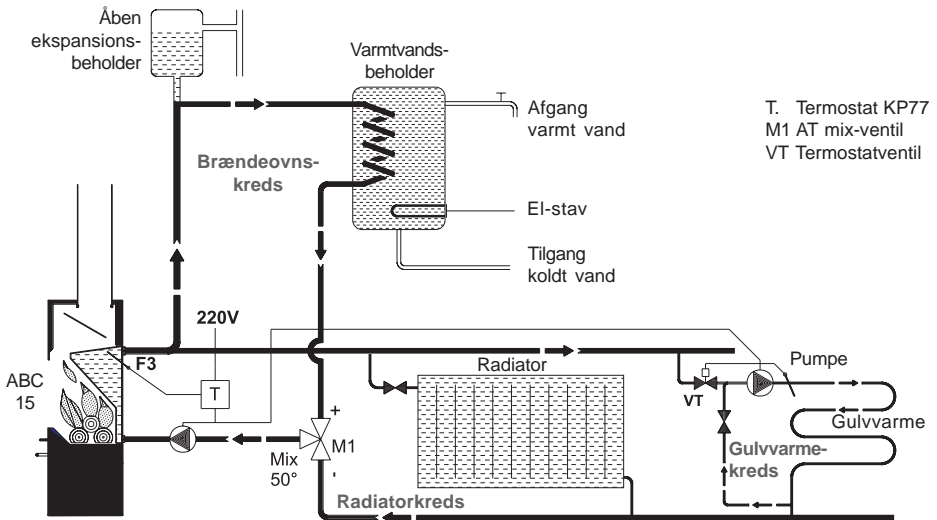 Åben
ekspansions-
beholder
Varmtvands-
beholder
Afgang
varmt vand
T. Termostat KP77
M1 AT mix-ventil
VT Termostatventil
Brændeovns-
kreds
El-stav
Tilgang
koldt vand
220V
F3
Radiator
Pumpe
ABC
15
T
VT
+
M1
Mix
50°
-
Gulvvarme
Gulvvarme-
kreds
Radiatorkreds